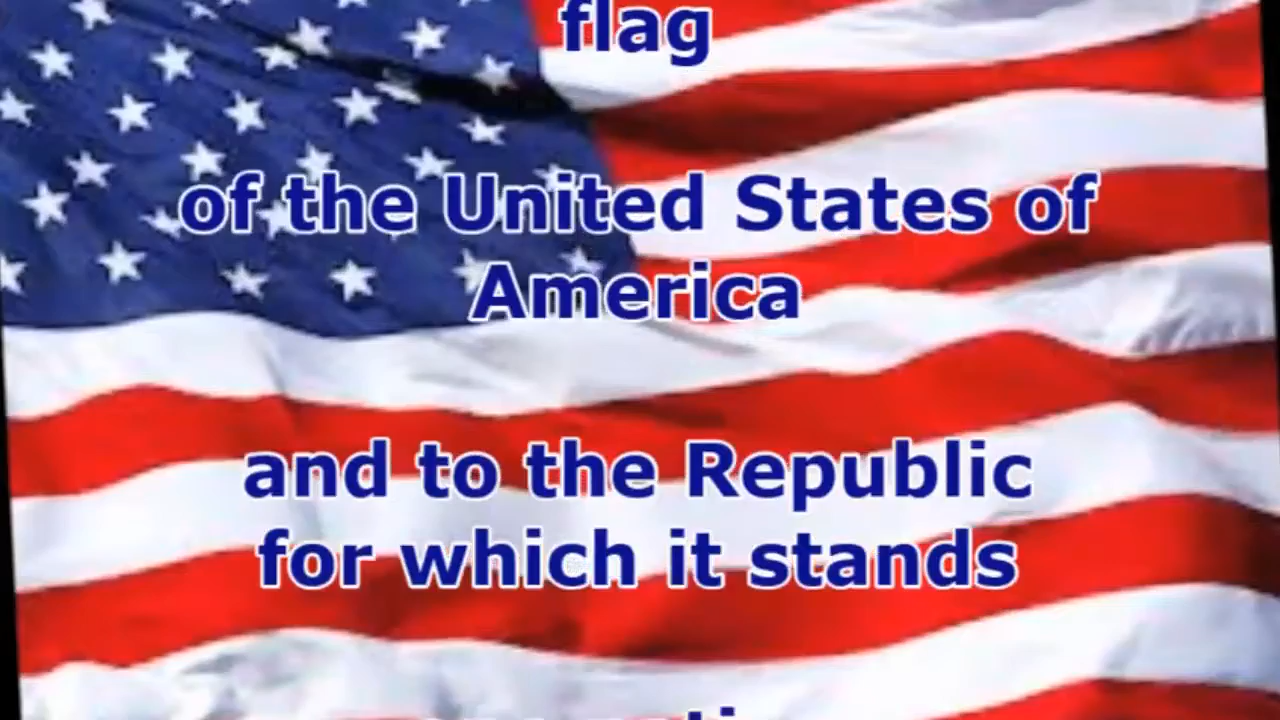 flag
of the United States of
America
and to the Republic
for which it stands